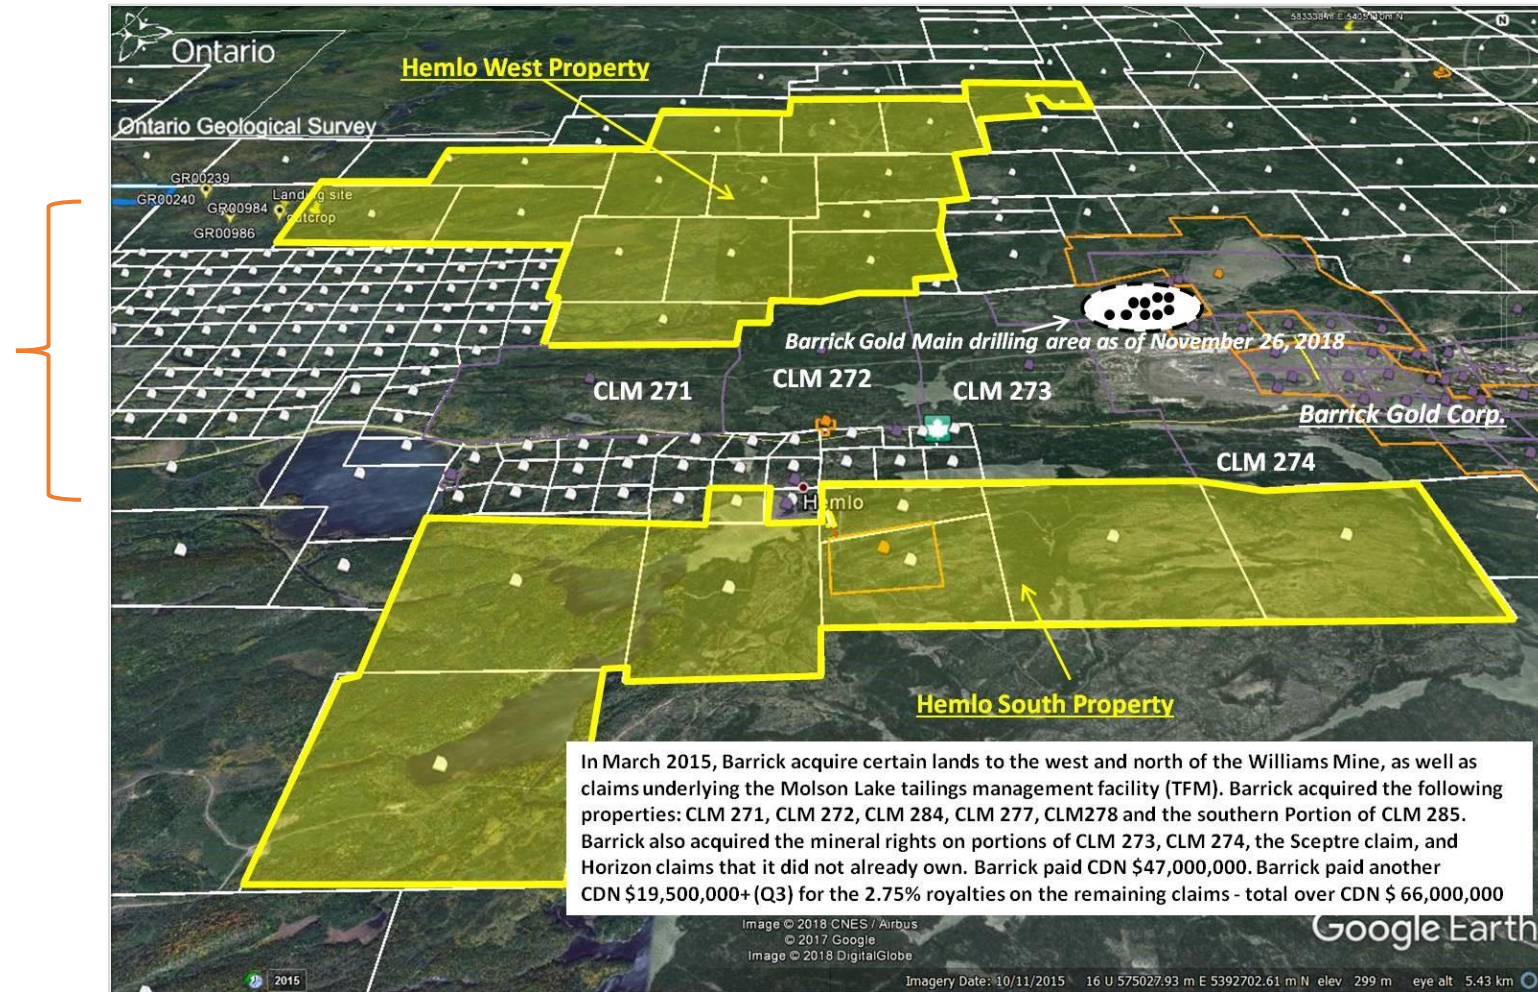 583338 m E 5405110m N
N
Ontario
Hemlo West Property
Ontario Geological Survey
GR00239
GR00240
GR00984
Landing site
outcrop
GR00986
Barrick Gold Main drilling area as of November 26, 2018
CLM 271
CLM 272
CLM 273
Barrick Gold Corp.
CLM 274
Hemlo
Hemlo South Property
In March 2015, Barrick acquire certain lands to the west and north of the Williams Mine, as well as
claims underlying the Molson Lake tailings management facility (TFM). Barrick acquired the following
properties: CLM 271, CLM 272, CLM 284, CLM 277, CLM278 and the southern Portion of CLM 285.
Barrick also acquired the mineral rights on portions of CLM 273, CLM 274, the Sceptre claim, and
Horizon claims that it did not already own. Barrick paid CDN $47,000,000. Barrick paid another
CDN $19,500,000+ (Q3) for the 2.75% royalties on the remaining claims - total over CDN $ 66,000,000
Image © 2018 CNES / Airbus
© 2017 Google
Image © 2018 DigitalGlobe
Google Earth
2015
Imagery Date: 10/11/2015 16 U 575027.93 m E 5392702.61 m N elev 299 m eye alt 5.43 km